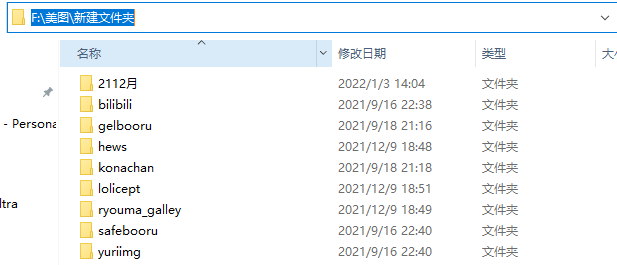 F:\美图\新建文件夹
名称 修改日期 类型 大小
2112月 2022/1/3 14:04 文件夹
bilibili 2021/9/16 22:38 文件夹
gelbooru 2021/9/18 21:16 文件夹
- Persona
hews 2021/12/9 18:48 文件夹
konachan 2021/9/18 21:18 文件夹
lolicept 2021/12/9 18:51 文件夹
ltra
ryouma_galley 2021/12/9 18:49 文件夹
safebooru 2021/9/16 22:40 文件夹
yuriimg 2021/9/16 22:40 文件夹